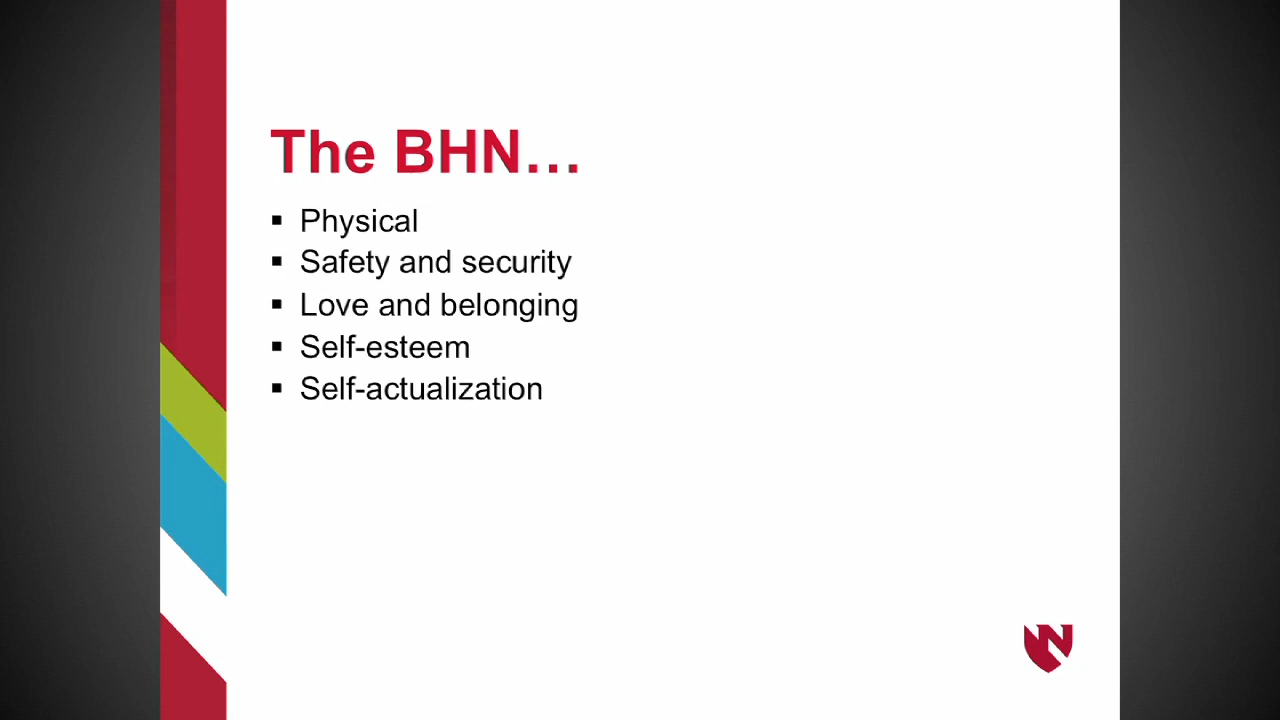 The BHN...
▪ Physical
▪ Safety and security
▪ Love and belonging
▪ Self-esteem
▪ Self-actualization